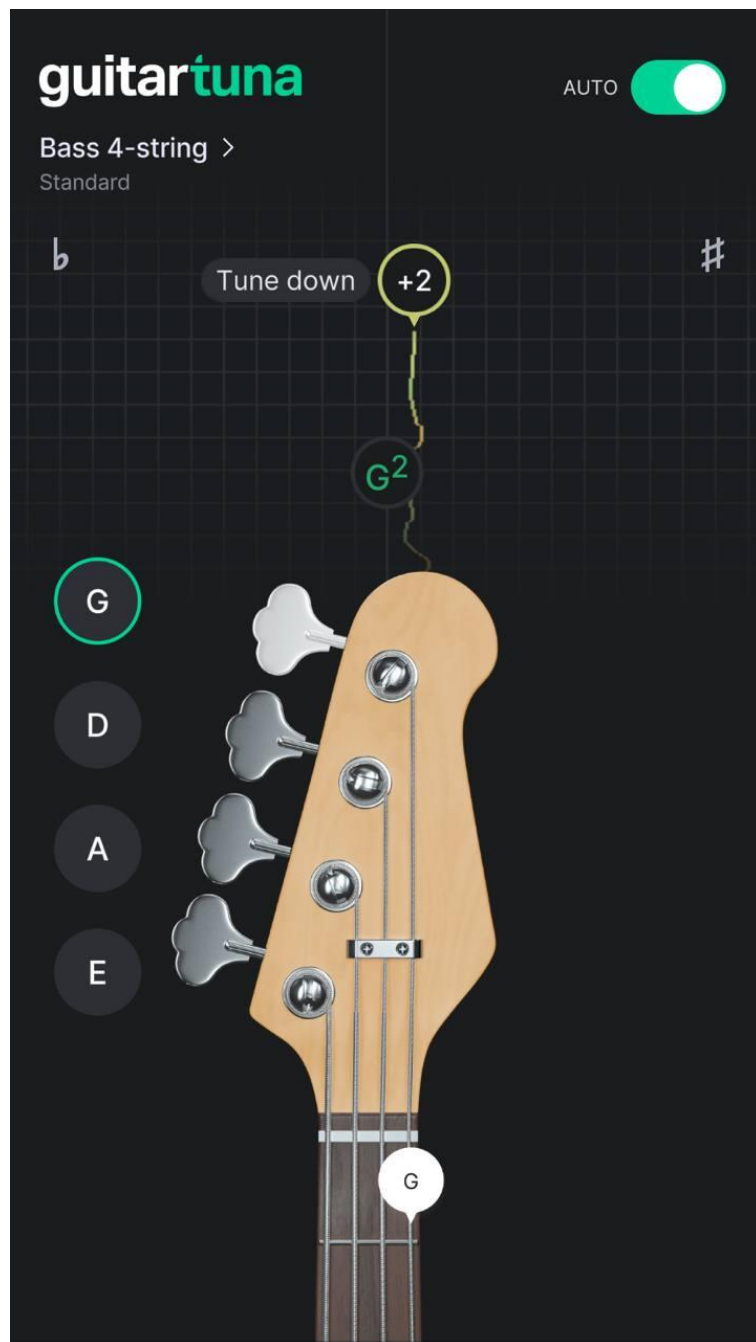 guitartuna
AUTO
Bass 4-string >
Standard
♭
♯
Tune down
+2
G²
G
D
A
E
G